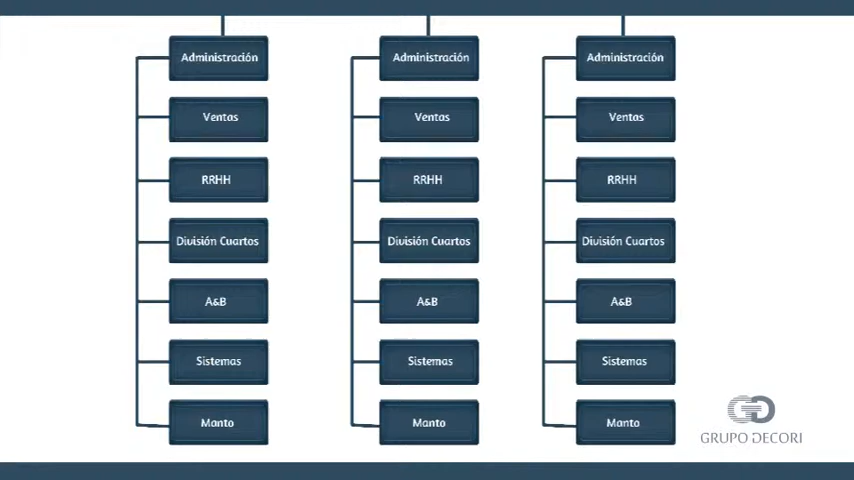 Administración
Administración
Administración
Ventas
Ventas
Ventas
RRHH
RRHH
RRHH
División Cuartos
División Cuartos
División Cuartos
A&B
A&B
A&B
Sistemas
Sistemas
Sistemas
Manto
Manto
Manto
GD
GRUPO DECORI